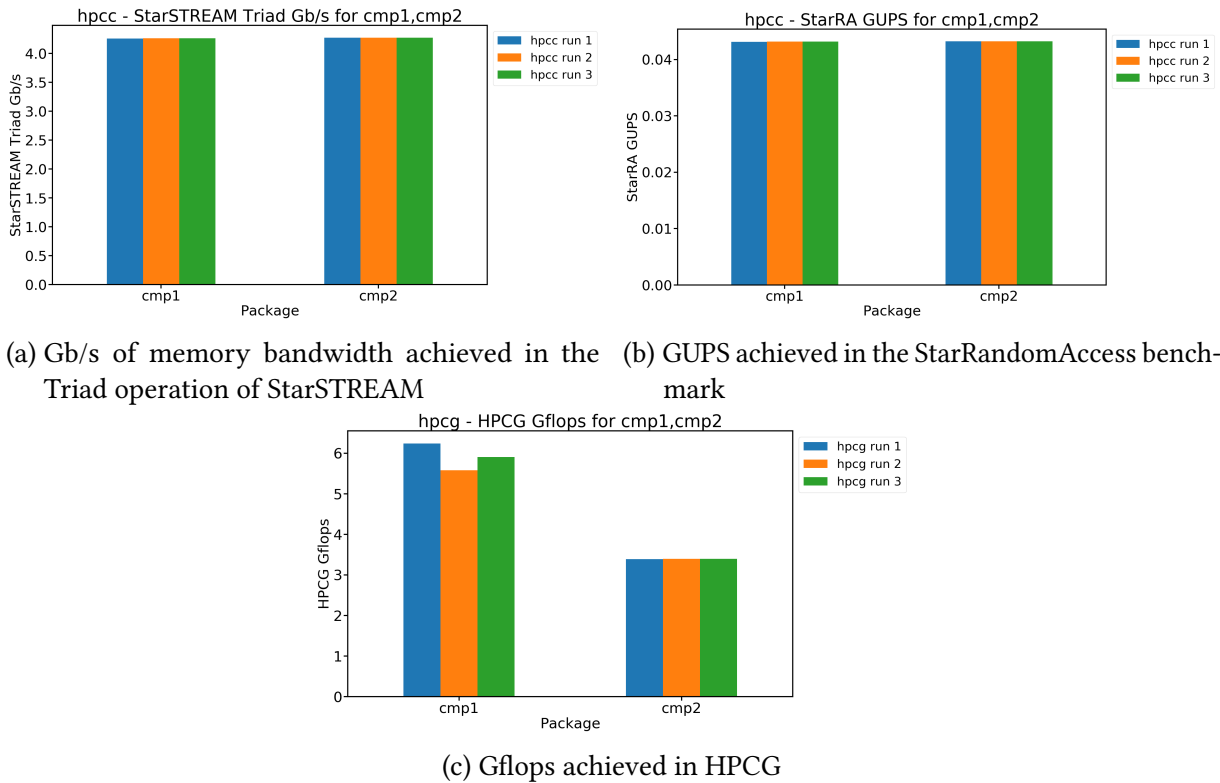 hpcc - StarSTREAM Triad Gb/s for cmp1,cmp2
StarSTREAM Triad Gb/s
4.0
3.5
3.0
2.5
2.0
1.5
1.0
0.5
0.0
cmp1
cmp2
Package
hpcc run 1
hpcc run 2
hpcc run 3
(a) Gb/s of memory bandwidth achieved in the
Triad operation of StarSTREAM
hpcc - StarRA GUPS for cmp1,cmp2
StarRA GUPS
0.04
0.03
0.02
0.01
0.00
cmp1
cmp2
Package
hpcc run 1
hpcc run 2
hpcc run 3
(b) GUPS achieved in the StarRandomAccess bench-
mark
hpcg - HPCG Gflops for cmp1,cmp2
HPCG Gflops
6
5
4
3
2
1
0
cmp1
cmp2
Package
hpcg run 1
hpcg run 2
hpcg run 3
(c) Gflops achieved in HPCG